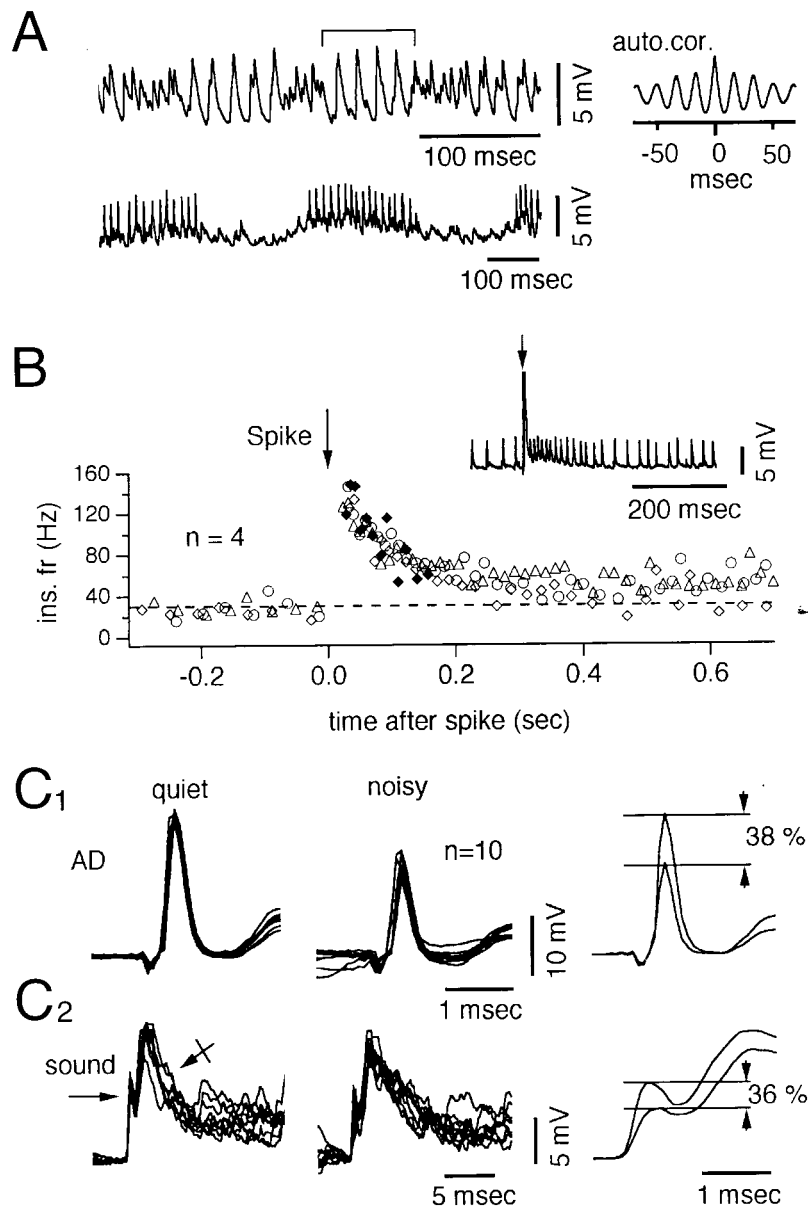 A
auto.cor.
5 mV
100 msec
-50 0 50
msec
5 mV
100 msec
B
Spike
5 mV
200 msec
160
120
80
40
0
ins. fr (Hz)
n = 4
-0.2 0.0 0.2 0.4 0.6
time after spike (sec)
C1
quiet noisy
AD
n=10
38 %
10 mV
1 msec
C2
sound
36 %
5 mV
5 msec 1 msec